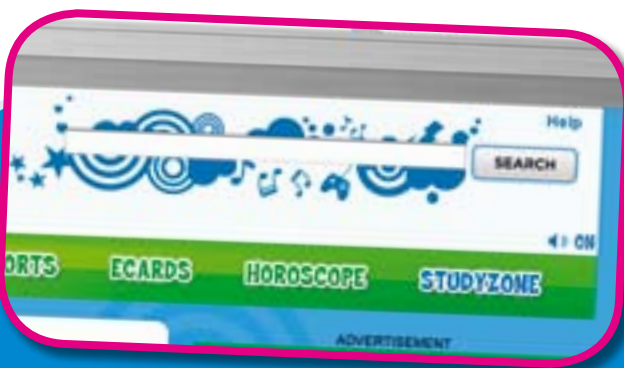 Help
SEARCH
ON
ORTS ECARDS HOROSCOPE STUDYZONE
ADVERTISEMENT